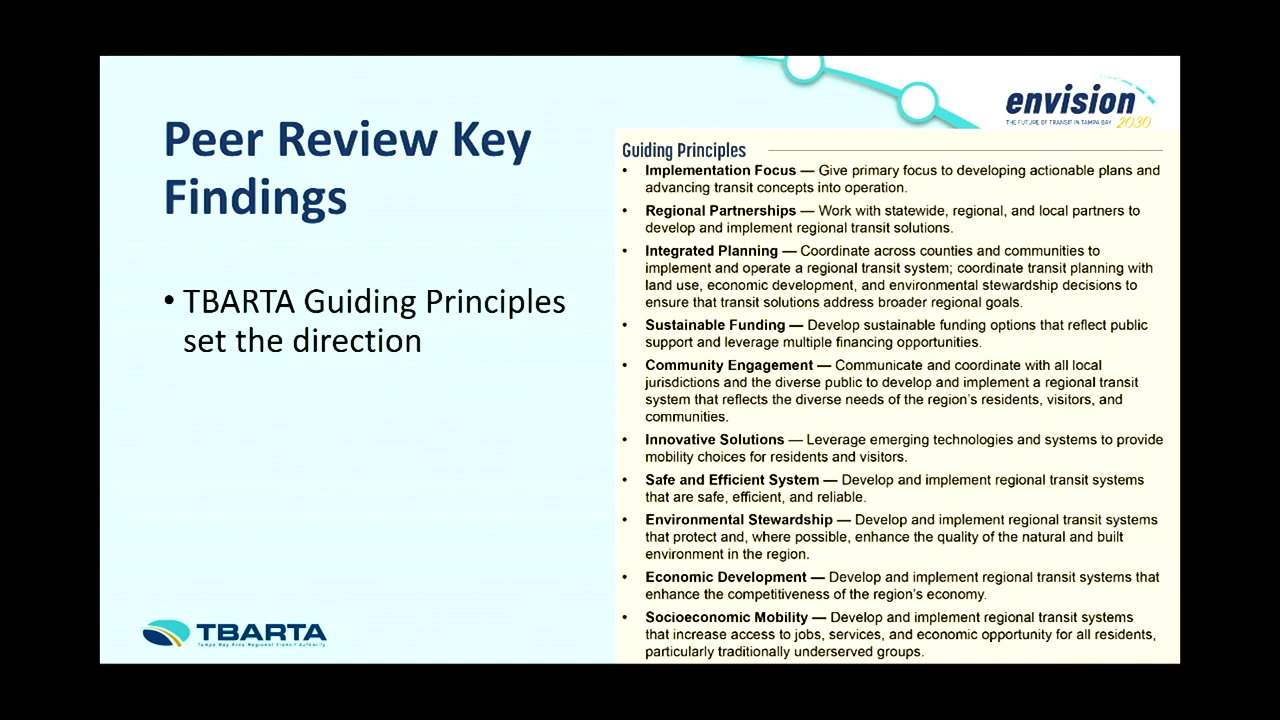 envision
THE FUTURE OF TRANSIT IN TAMPA BAY 2030
Peer Review Key
Findings
• TBARTA Guiding Principles
set the direction
Guiding Principles
• Implementation Focus — Give primary focus to developing actionable plans and
advancing transit concepts into operation.
• Regional Partnerships — Work with statewide, regional, and local partners to
develop and implement regional transit solutions.
• Integrated Planning — Coordinate across counties and communities to
implement and operate a regional transit system; coordinate transit planning with
land use, economic development, and environmental stewardship decisions to
ensure that transit solutions address broader regional goals.
• Sustainable Funding — Develop sustainable funding options that reflect public
support and leverage multiple financing opportunities.
• Community Engagement — Communicate and coordinate with all local
jurisdictions and the diverse public to develop and implement a regional transit
system that reflects the diverse needs of the region's residents, visitors, and
communities.
• Innovative Solutions — Leverage emerging technologies and systems to provide
mobility choices for residents and visitors.
• Safe and Efficient System — Develop and implement regional transit systems
that are safe, efficient, and reliable.
• Environmental Stewardship — Develop and implement regional transit systems
that protect and, where possible, enhance the quality of the natural and built
environment in the region.
• Economic Development — Develop and implement regional transit systems that
enhance the competitiveness of the region's economy.
• Socioeconomic Mobility — Develop and implement regional transit systems
that increase access to jobs, services, and economic opportunity for all residents,
particularly traditionally underserved groups.
TBARTA
Tampa Bay Area Regional Transit Authority